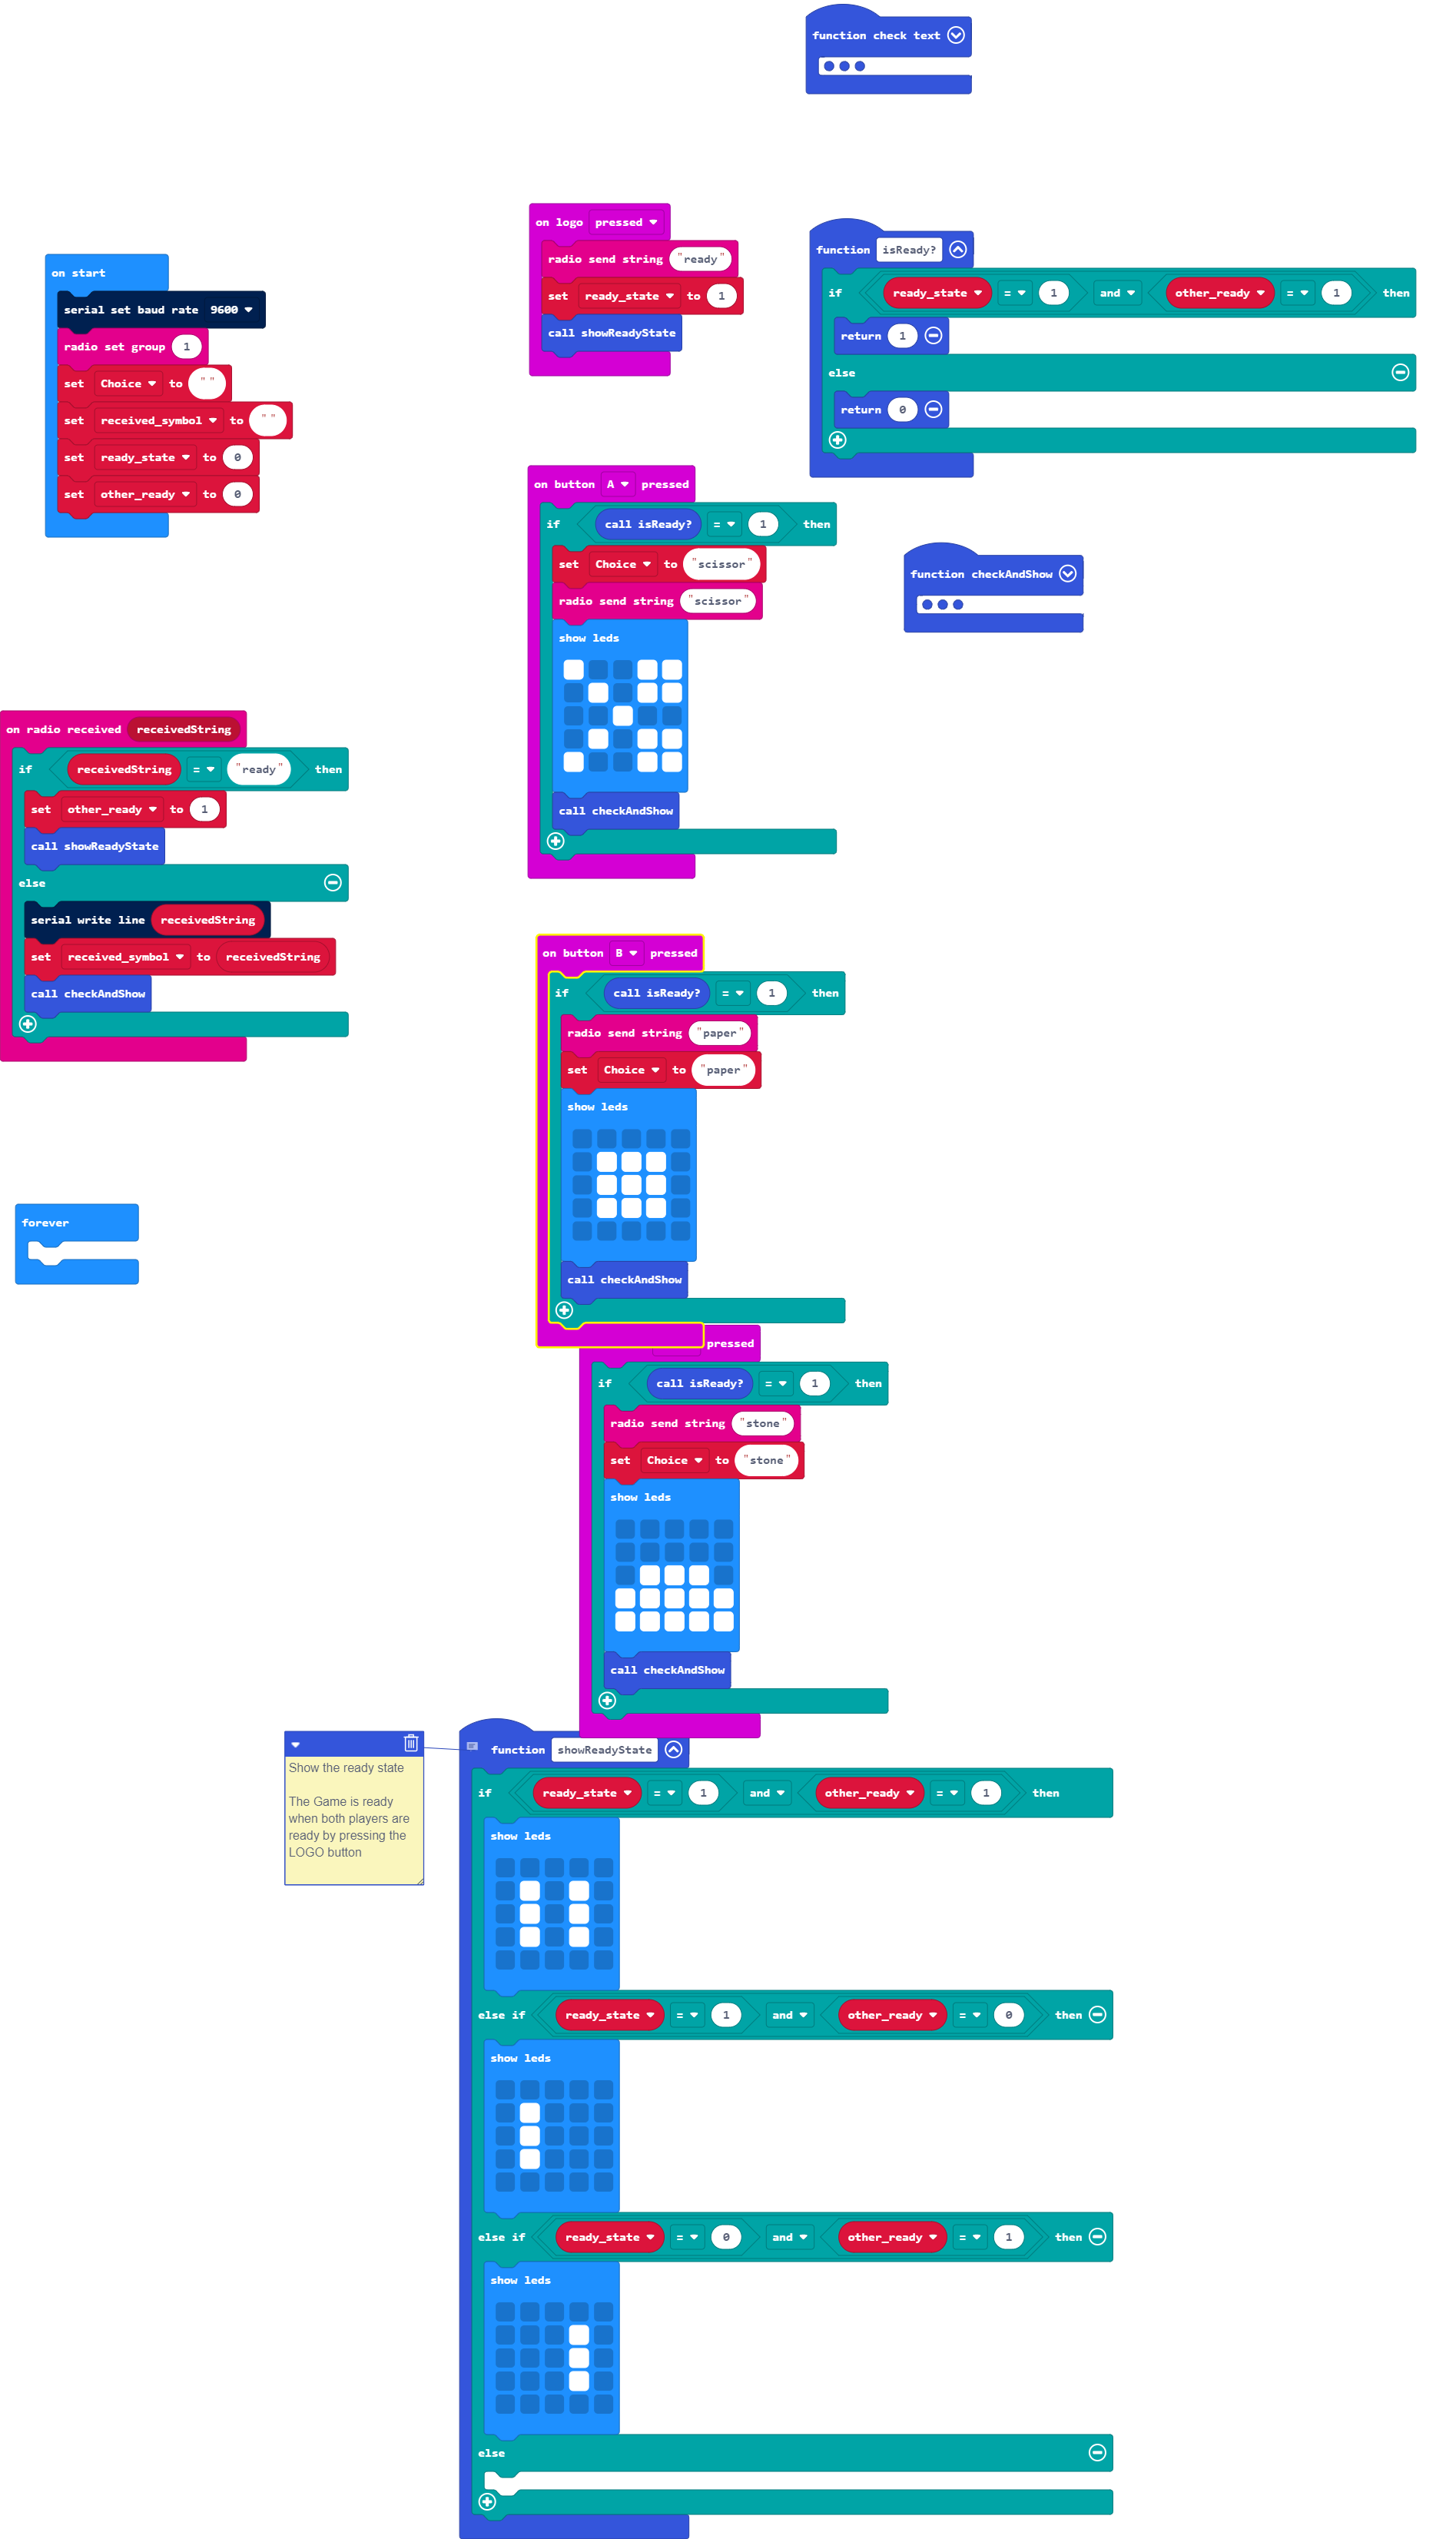 function check text
on start
serial set baud rate 9600
radio set group 1
set Choice to " "
set received_symbol to " "
set ready_state to 0
set other_ready to 0
on logo pressed
radio send string "ready"
set ready_state to 1
call showReadyState
function isReady?
if ready_state = 1 and other_ready = 1 then
return 1
else
return 0
on button A pressed
if call isReady? = 1 then
set Choice to "scissor"
radio send string "scissor"
show leds
call checkAndShow
function checkAndShow
on radio received receivedString
if receivedString = "ready" then
set other_ready to 1
call showReadyState
else
serial write line receivedString
set received_symbol to receivedString
call checkAndShow
forever
on button B pressed
if call isReady? = 1 then
radio send string "paper"
set Choice to "paper"
show leds
call checkAndShow
pressed
if call isReady? = 1 then
radio send string "stone"
set Choice to "stone"
show leds
call checkAndShow
Show the ready state
The Game is ready
when both players are
ready by pressing the
LOGO button
function showReadyState
if ready_state = 1 and other_ready = 1 then
show leds
else if ready_state = 1 and other_ready = 0 then
show leds
else if ready_state = 0 and other_ready = 1 then
show leds
else